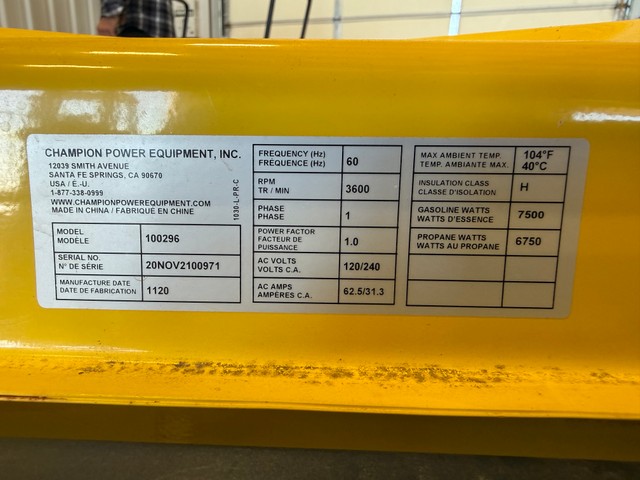 CHAMPION POWER EQUIPMENT, INC.
12039 SMITH AVENUE
SANTA FE SPRINGS, CA 90670
USA / É.-U.
1-877-338-0999
WWW.CHAMPIONPOWEREQUIPMENT.COM
MADE IN CHINA / FABRIQUÉ EN CHINE
1030-L-PR-C
MODEL
MODÈLE
100296
SERIAL NO.
N° DE SÉRIE
20NOV2100971
MANUFACTURE DATE
DATE DE FABRICATION
1120
FREQUENCY (Hz)
FRÉQUENCE (Hz)
60
RPM
TR / MIN
3600
PHASE
PHASE
1
POWER FACTOR
FACTEUR DE
PUISSANCE
1.0
AC VOLTS
VOLTS C.A.
120/240
AC AMPS
AMPÈRES C.A.
62.5/31.3
MAX AMBIENT TEMP.
TEMP. AMBIANTE MAX.
104°F
40°C
INSULATION CLASS
CLASSE D'ISOLATION
H
GASOLINE WATTS
WATTS D'ESSENCE
7500
PROPANE WATTS
WATTS AU PROPANE
6750